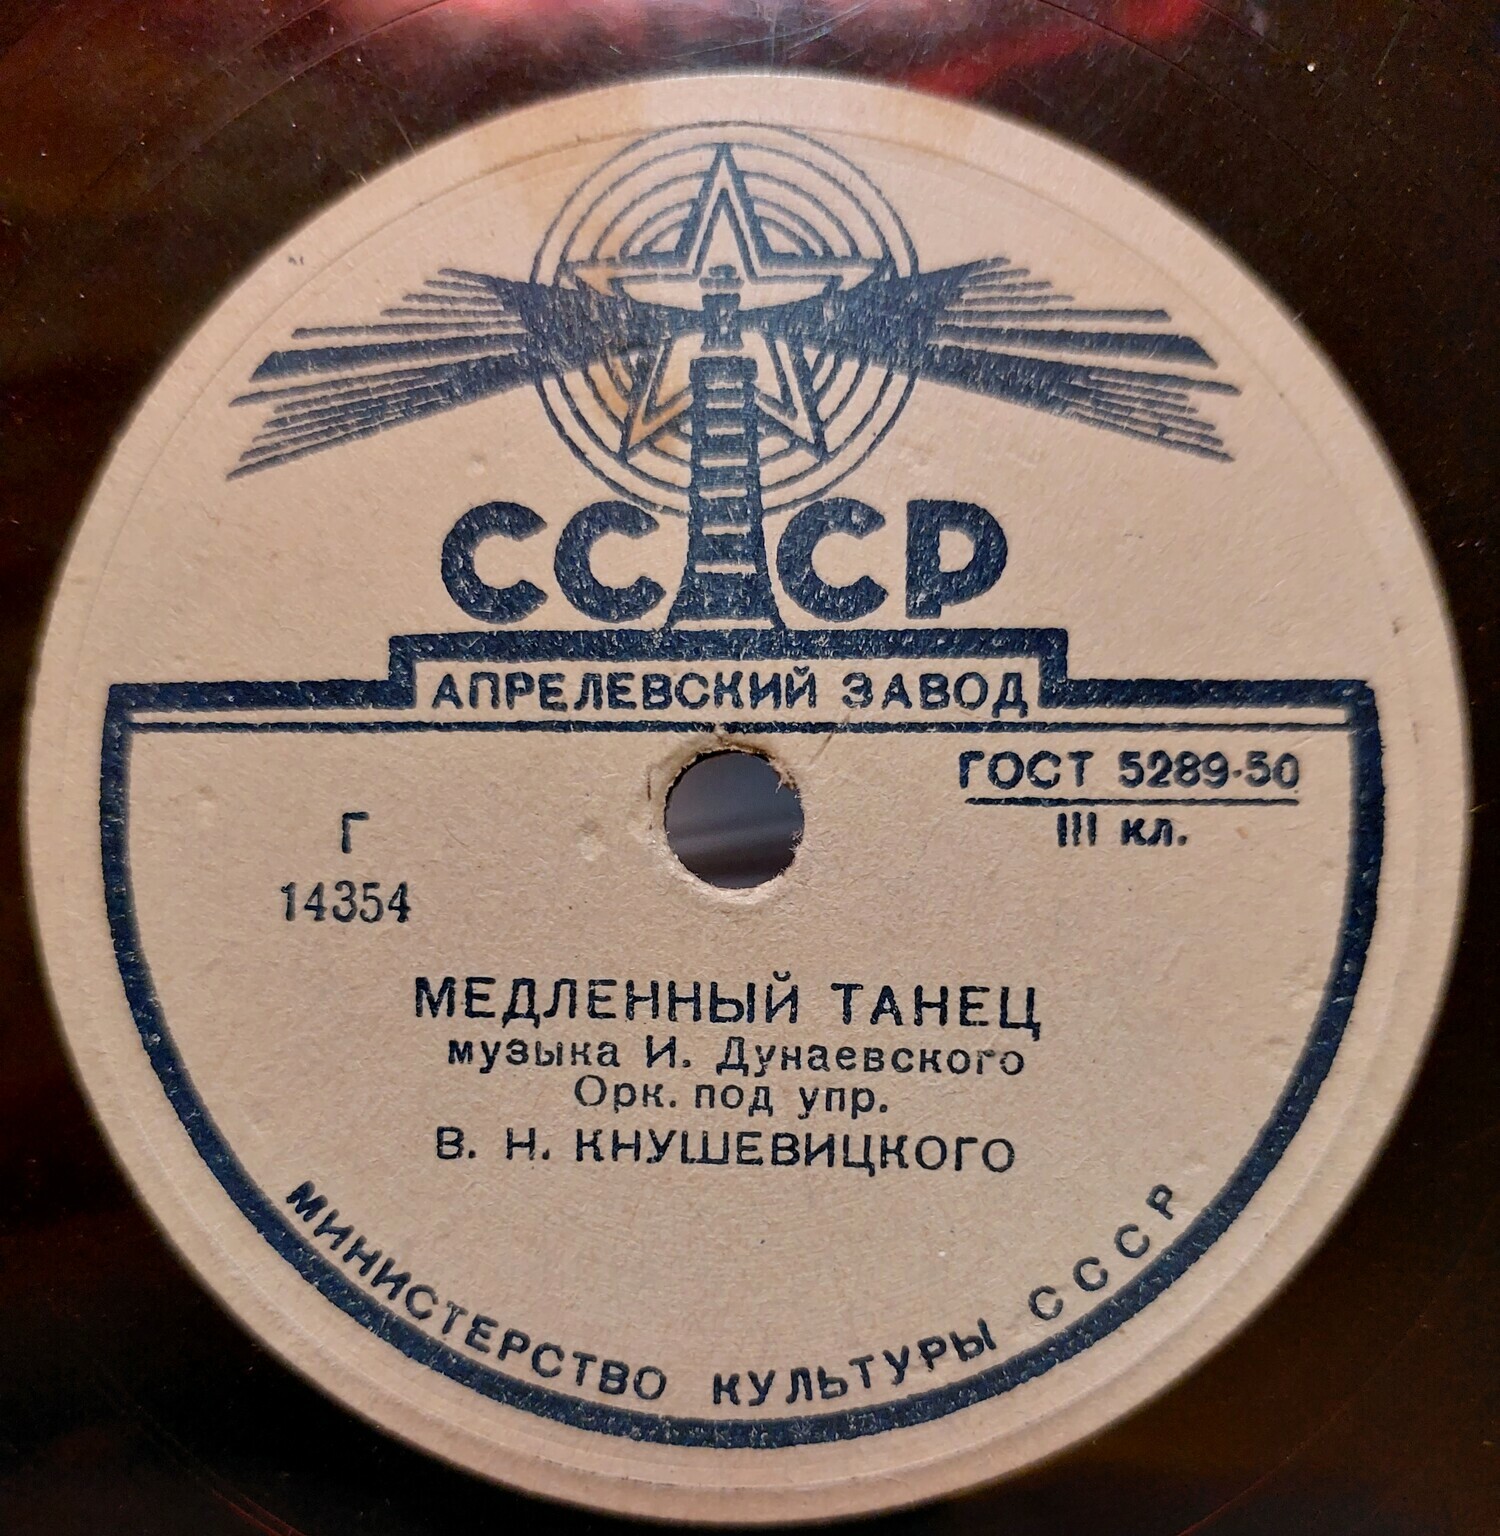 СССР
АПРЕЛЕВСКИЙ ЗАВОД
ГОСТ 5289-50
III кл.
Г
14354
МЕДЛЕННЫЙ ТАНЕЦ
музыка И. Дунаевского
Орк. под упр.
В. Н. КНУШЕВИЦКОГО
МИНИСТЕРСТВО КУЛЬТУРЫ СССР